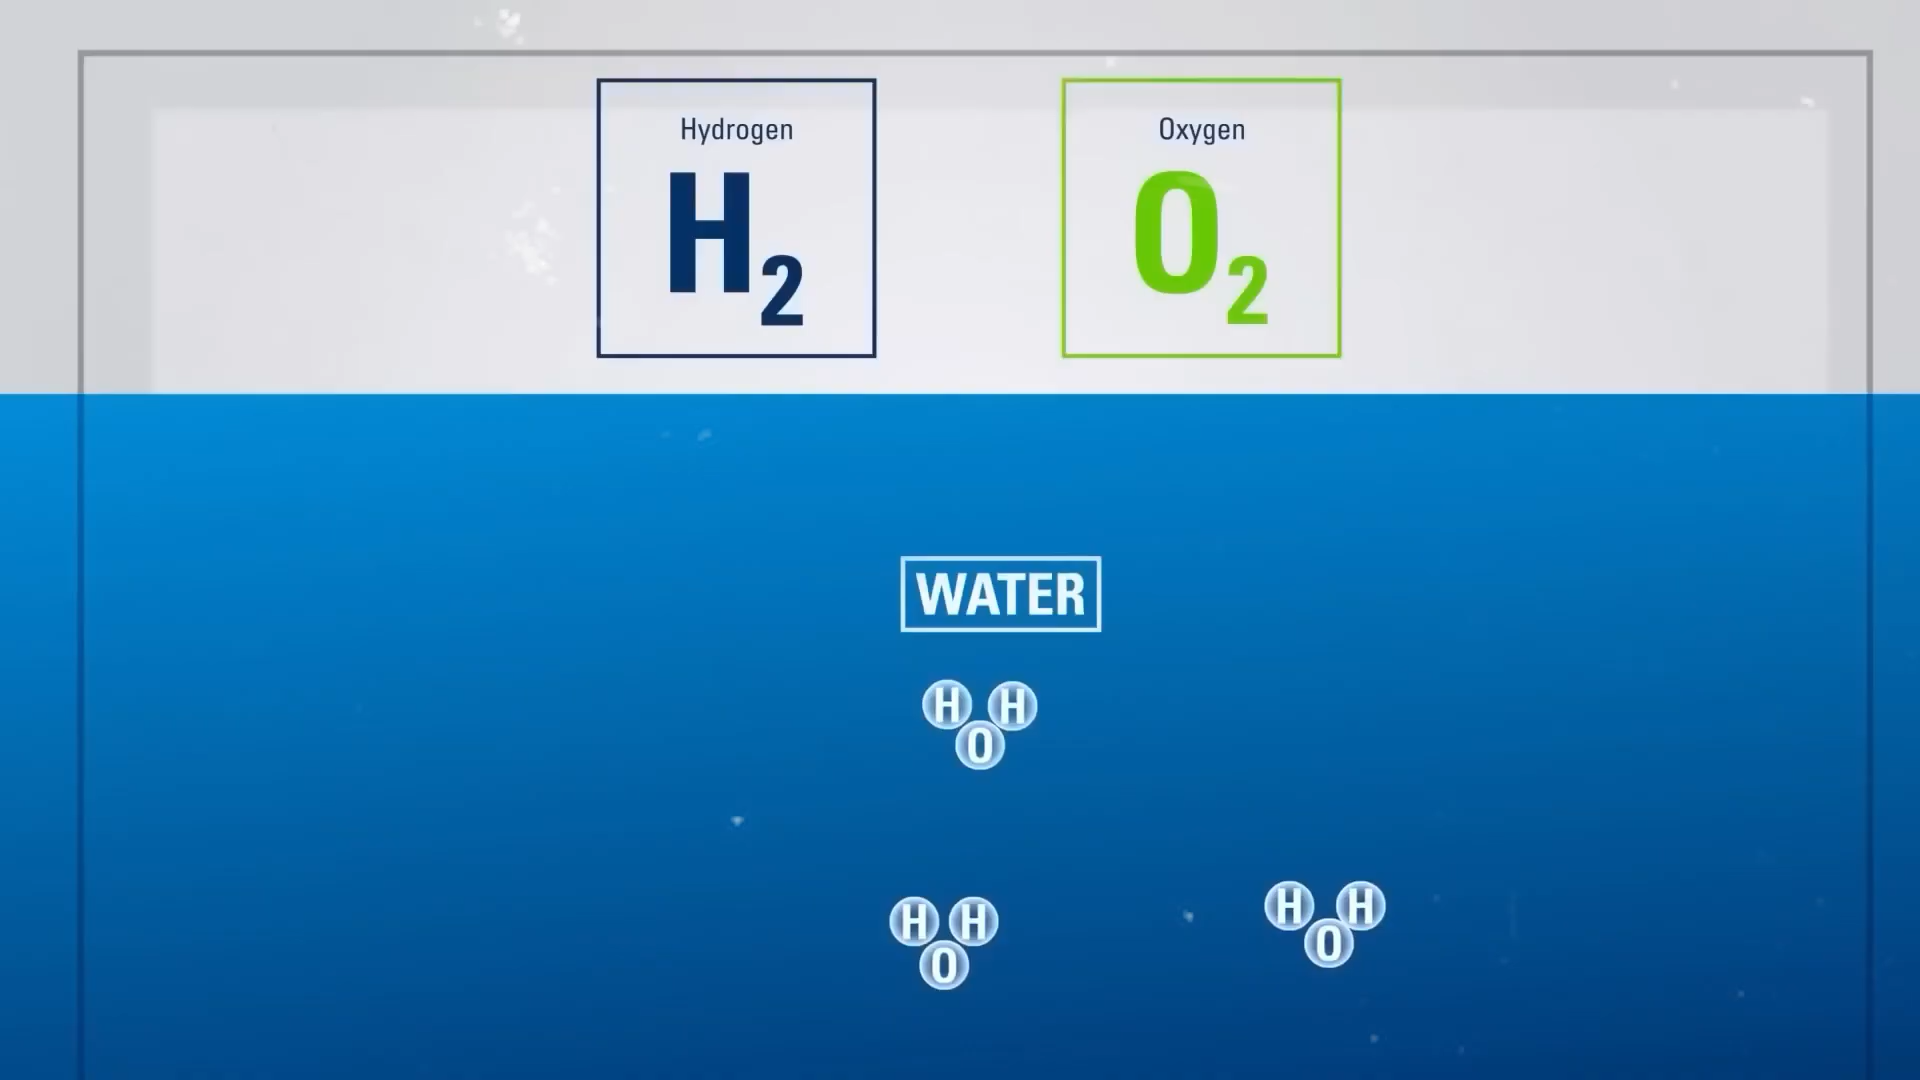 Hydrogen
H2
Oxygen
O2
WATER
H H
O
H H
O
H H
O